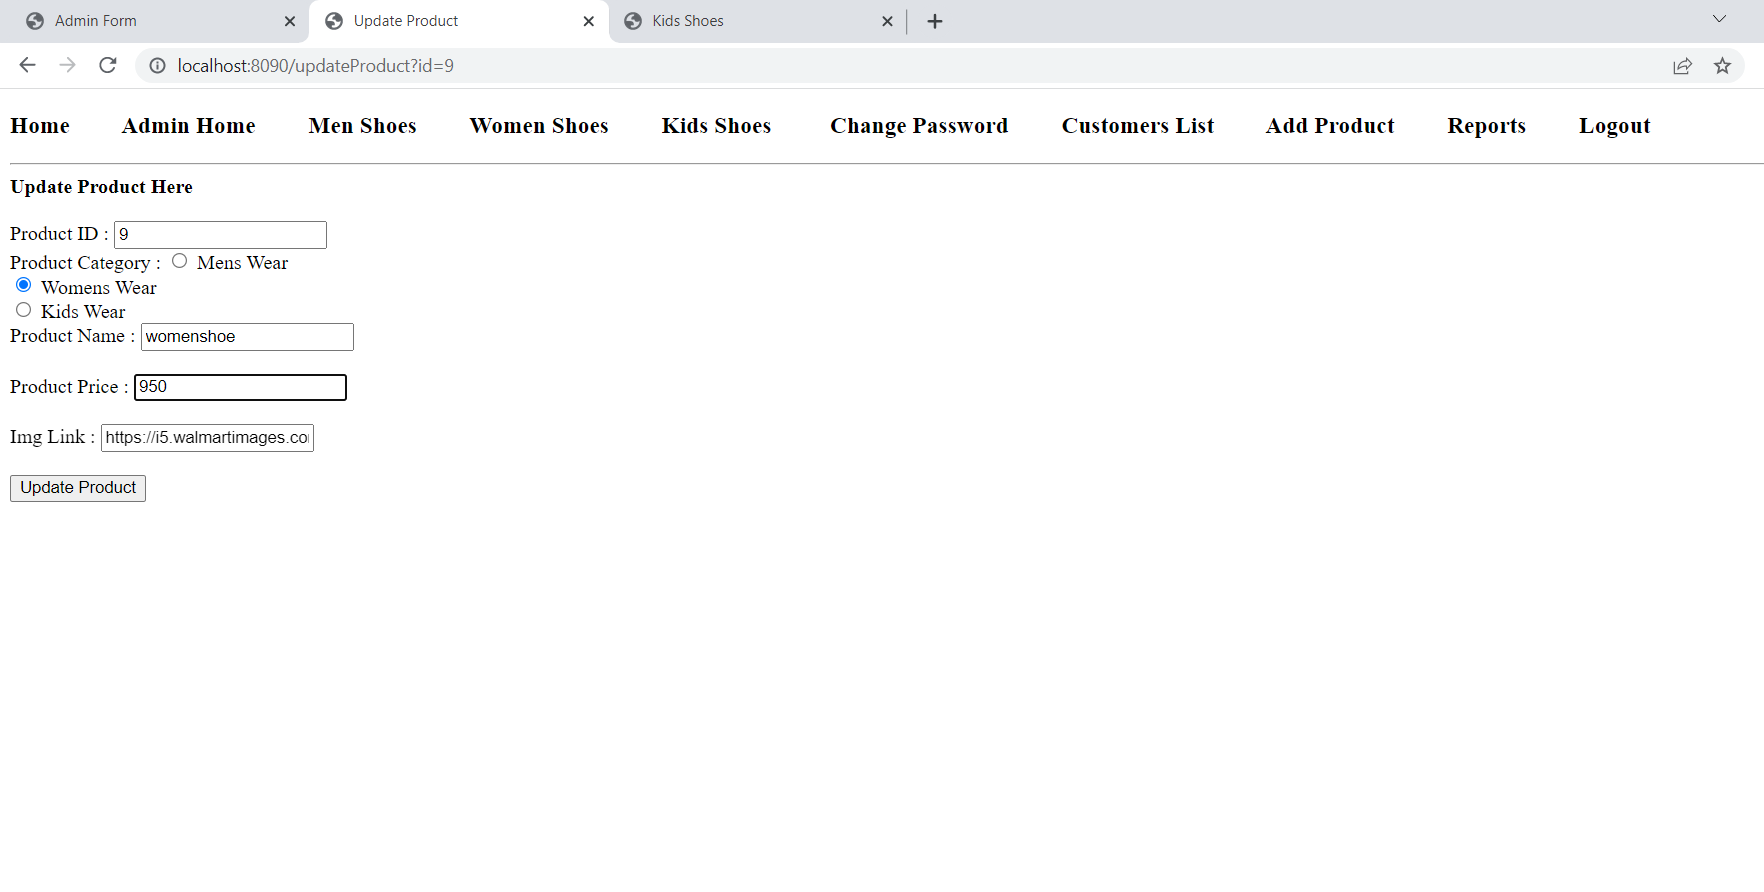 Admin Form Update Product Kids Shoes
localhost:8090/updateProduct?id=9
Home Admin Home Men Shoes Women Shoes Kids Shoes Change Password Customers List Add Product Reports Logout
Update Product Here
Product ID : 9
Product Category : Mens Wear
Womens Wear
Kids Wear
Product Name : womenshoe
Product Price : 950
Img Link : https://i5.walmartimages.co
Update Product